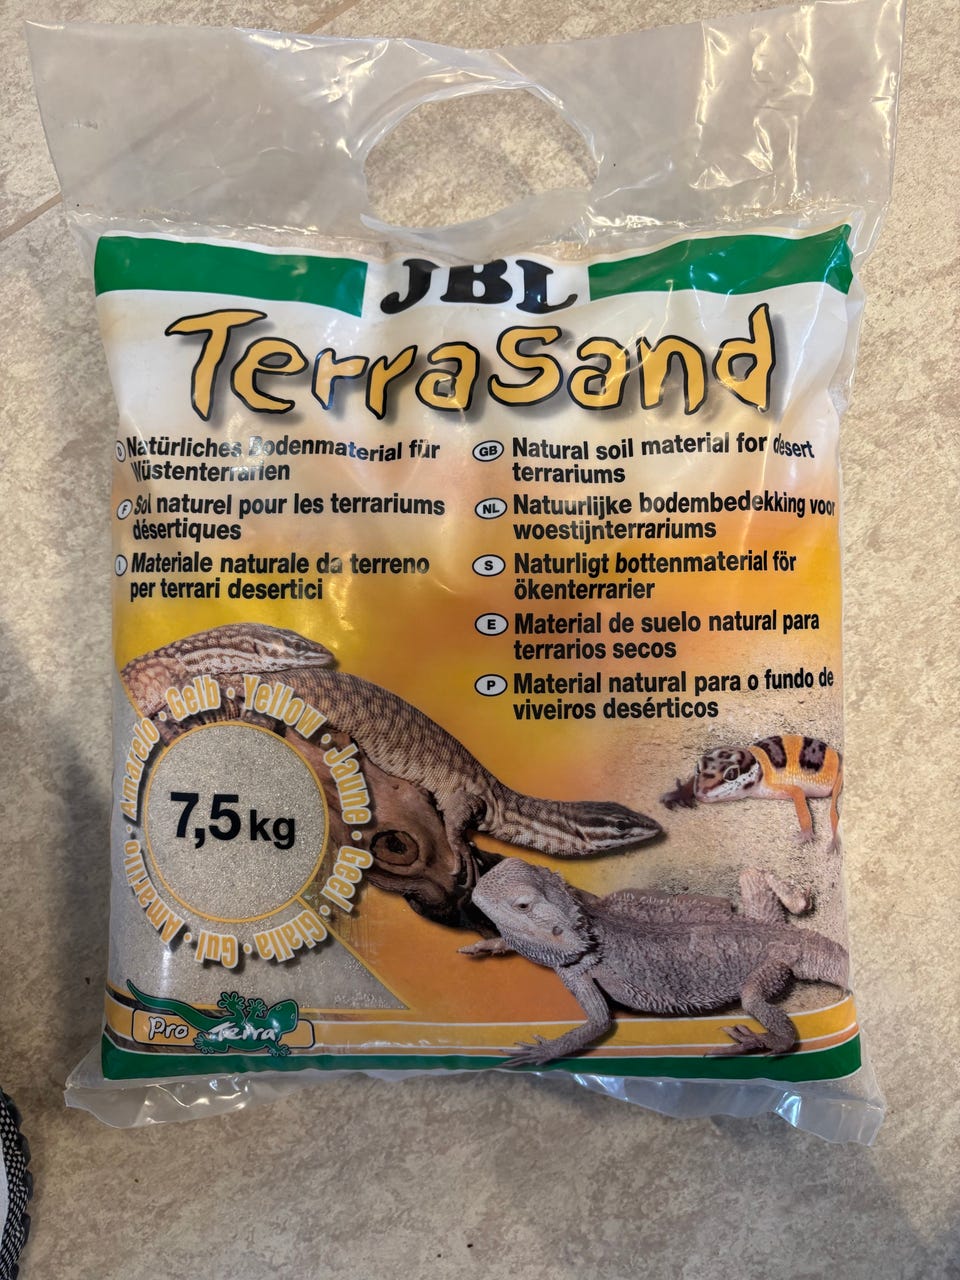 JBL
TerraSand
D Natürliches Bodenmaterial für
Wüstenterrarien
F Sol naturel pour les terrariums
désertiques
I Materiale naturale da terreno
per terrari desertici
GB Natural soil material for desert
terrariums
NL Natuurlijke bodembedekking voor
woestijnterrariums
S Naturligt bottenmaterial för
ökenterrarier
E Material de suelo natural para
terrarios secos
P Material natural para o fundo de
viveiros desérticos
Gelb · Yellow · Jaune · Geel · Gialla · Gul · Amarillo · Amarelo ·
7,5 kg
Pro Terra